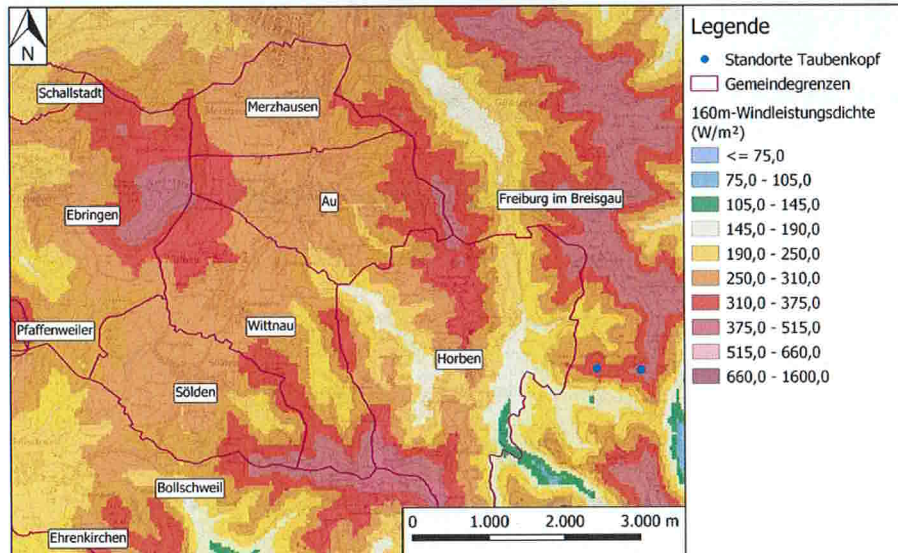 N
Schallstadt
Merzhausen
Ebringen
Au
Freiburg im Breisgau
Pfaffenweiler
Wittnau
Horben
Sölden
Bollschweil
Ehrenkirchen
0 1.000 2.000 3.000 m
Legende
Standorte Taubenkopf
Gemeindegrenzen
160m-Windleistungsdichte
(W/m²)
<= 75,0
75,0 - 105,0
105,0 - 145,0
145,0 - 190,0
190,0 - 250,0
250,0 - 310,0
310,0 - 375,0
375,0 - 515,0
515,0 - 660,0
660,0 - 1600,0